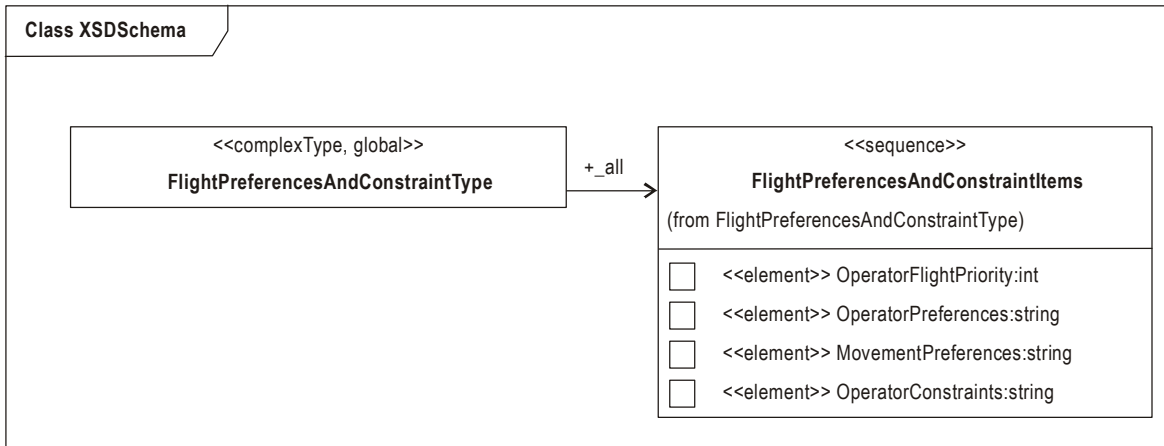 Class XSDSchema
<<complexType, global>>
FlightPreferencesAndConstraintType
+_all
<<sequence>>
FlightPreferencesAndConstraintItems
(from FlightPreferencesAndConstraintType)
<<element>> OperatorFlightPriority:int
<<element>> OperatorPreferences:string
<<element>> MovementPreferences:string
<<element>> OperatorConstraints:string